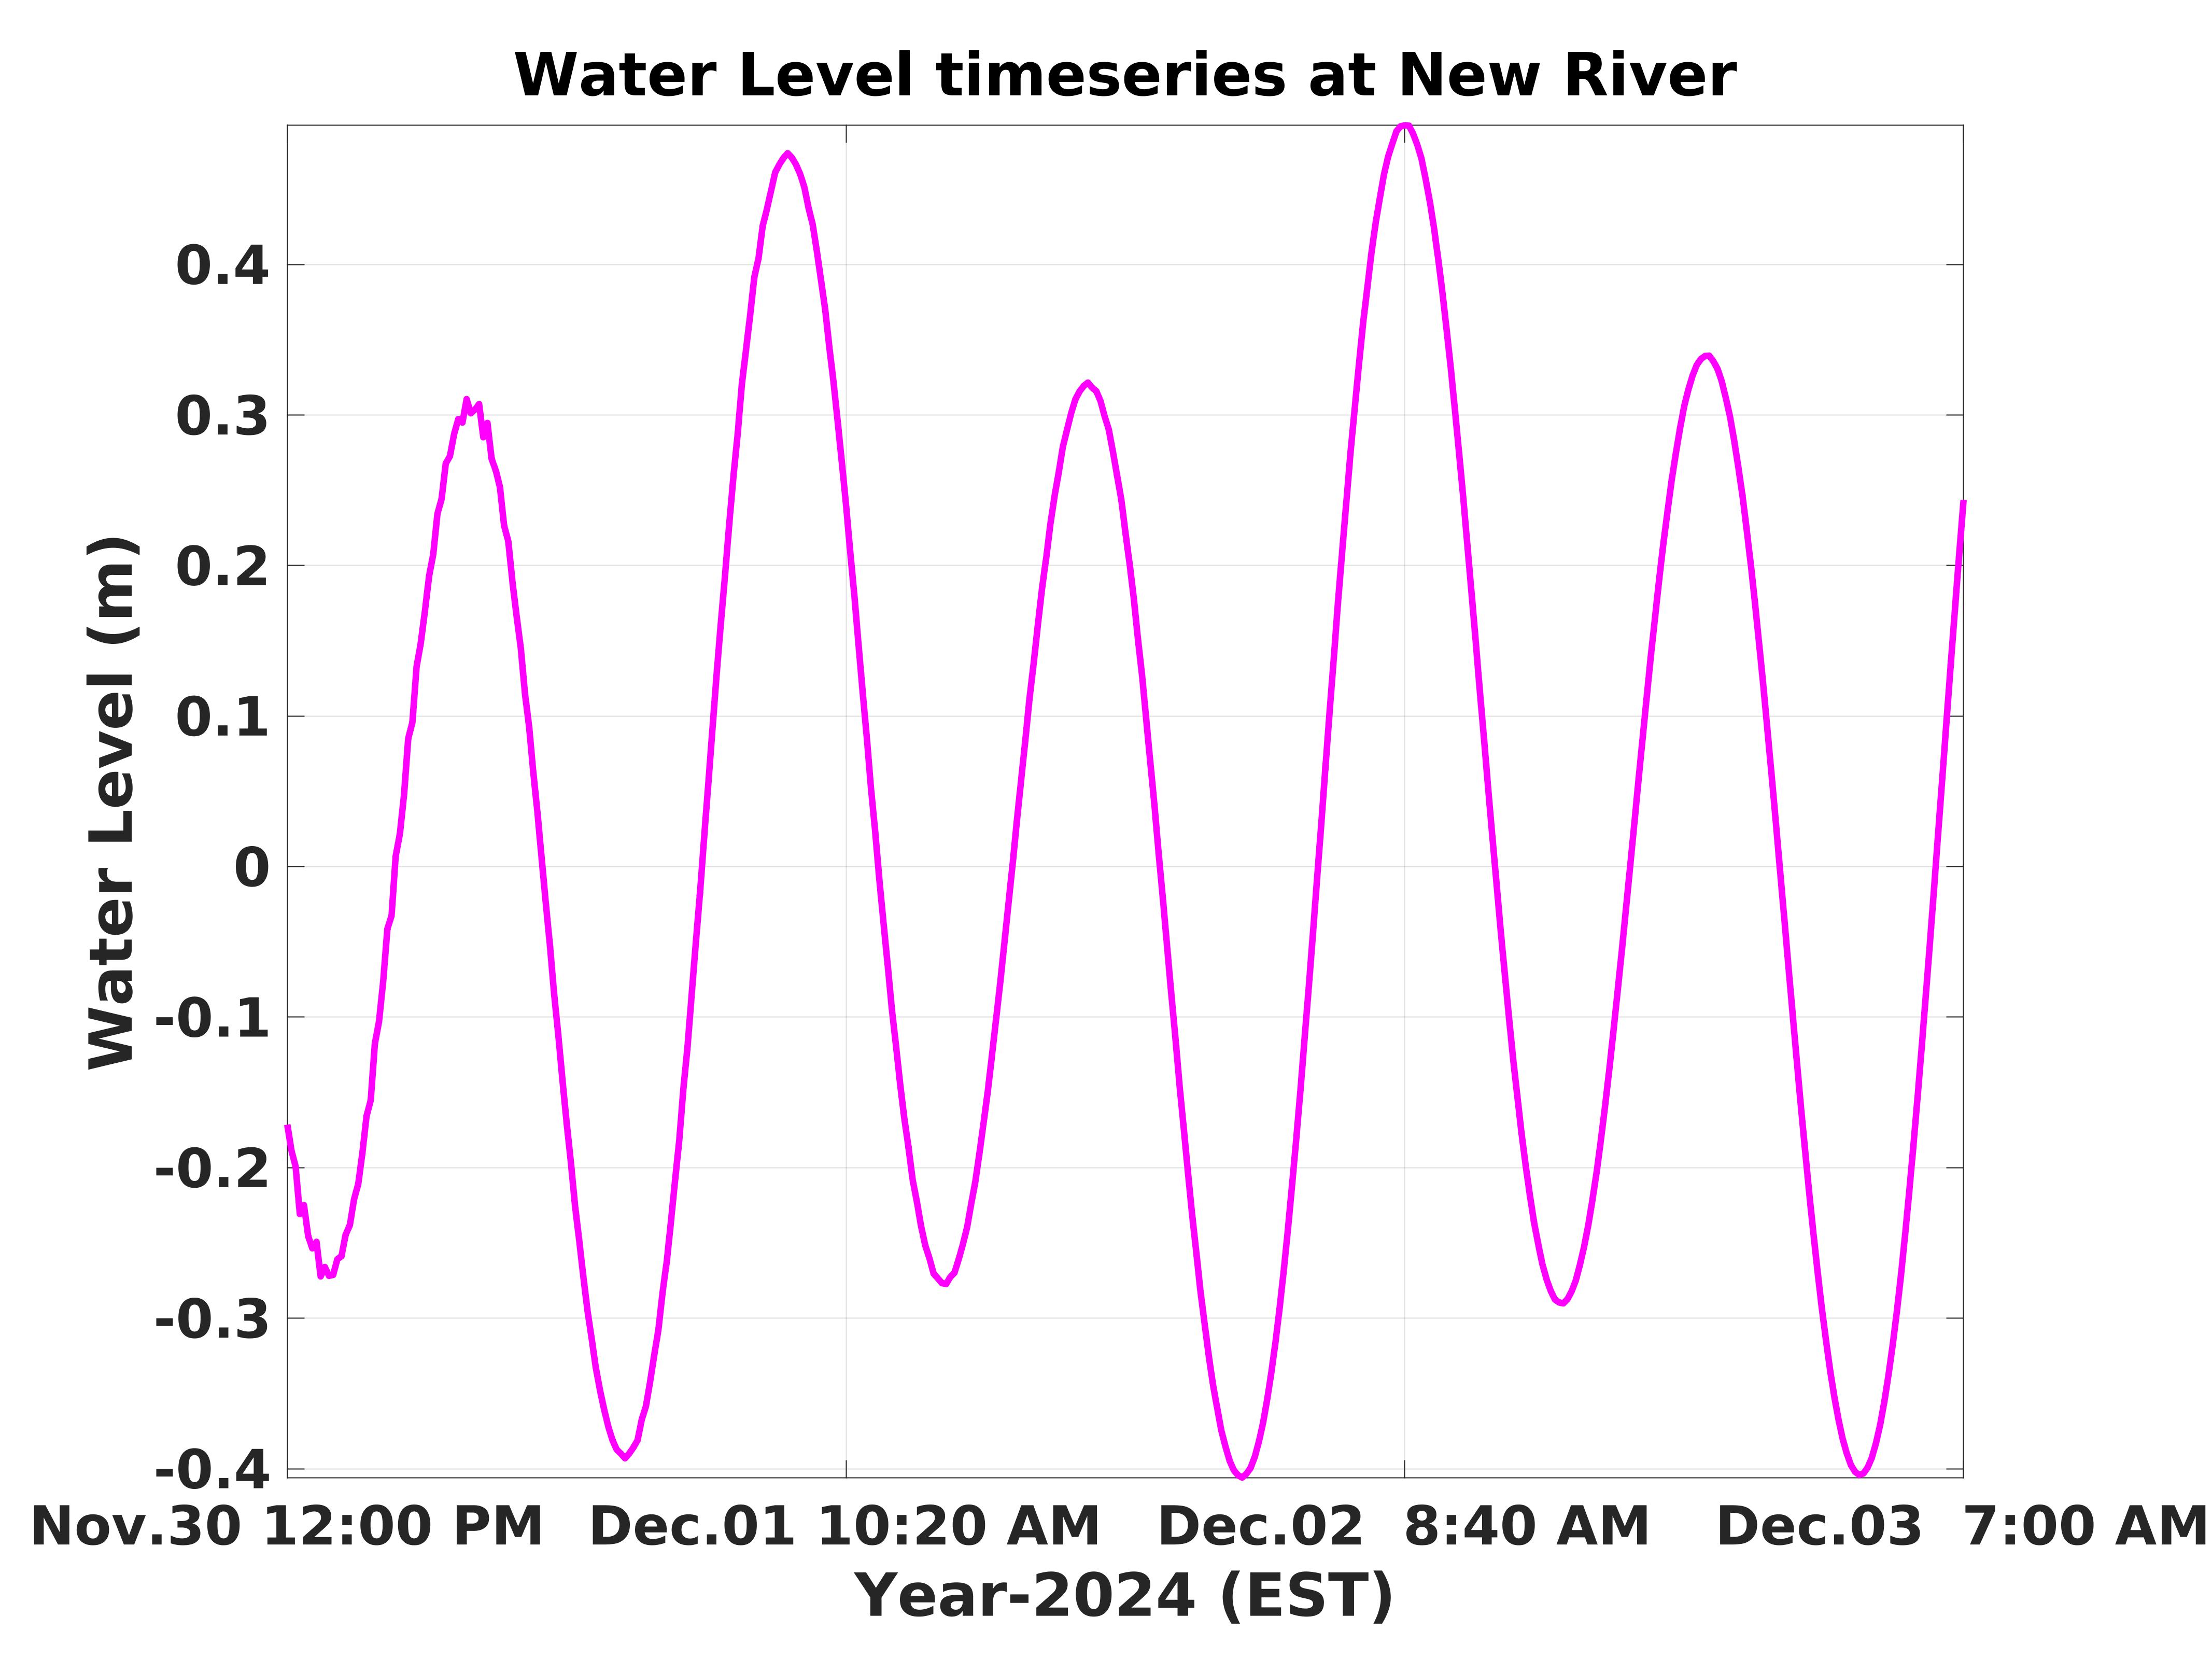 Water Level timeseries at New River
Water Level (m)
0.4
0.3
0.2
0.1
0
-0.1
-0.2
-0.3
-0.4
Nov.30 12:00 PM Dec.01 10:20 AM Dec.02 8:40 AM Dec.03 7:00 AM
Year-2024 (EST)